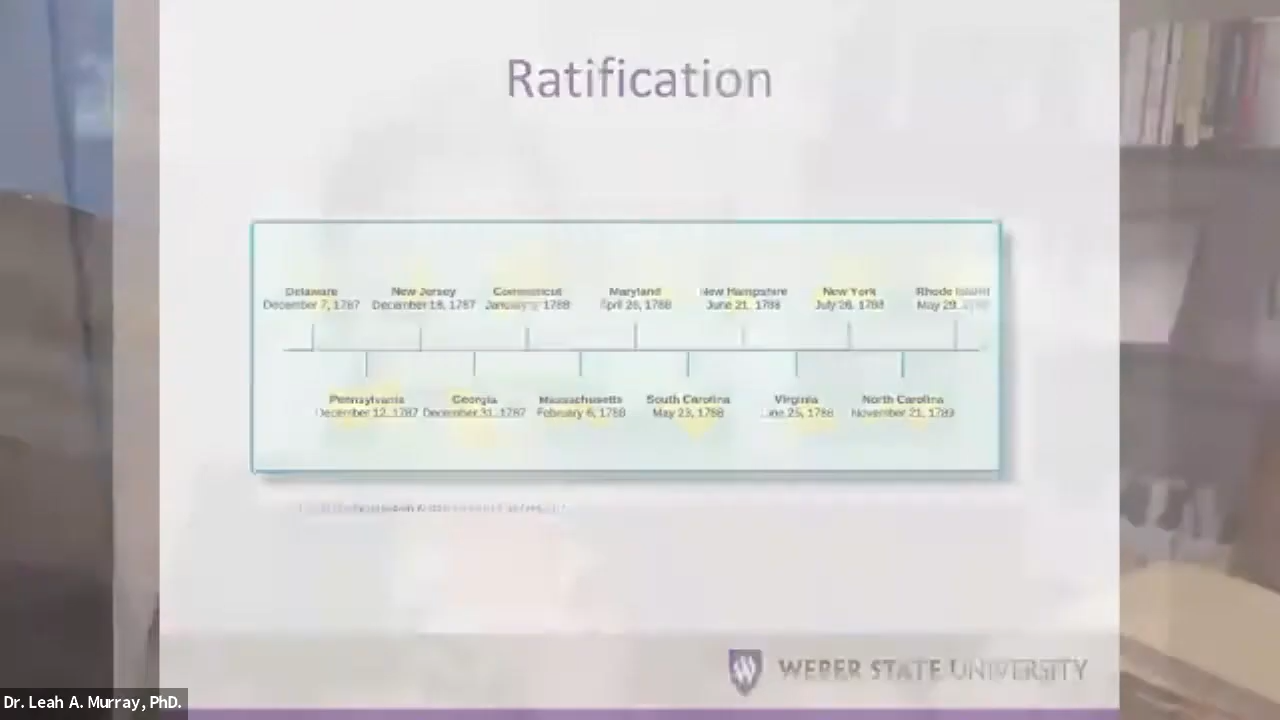 Ratification
Delaware
December 7, 1787
New Jersey
December 18, 1787
Connecticut
January 1788
Maryland
April 26, 1788
New Hampshire
June 21, 1788
New York
July 26, 1788
Rhode Island
May 29,
Pennsylvania
December 12, 1787
Georgia
December 31, 1787
Massachusetts
February 6, 1788
South Carolina
May 23, 1788
Virginia
June 25, 1788
North Carolina
November 21, 1789
WEBER STATE UNIVERSITY
Dr. Leah A. Murray, PhD.